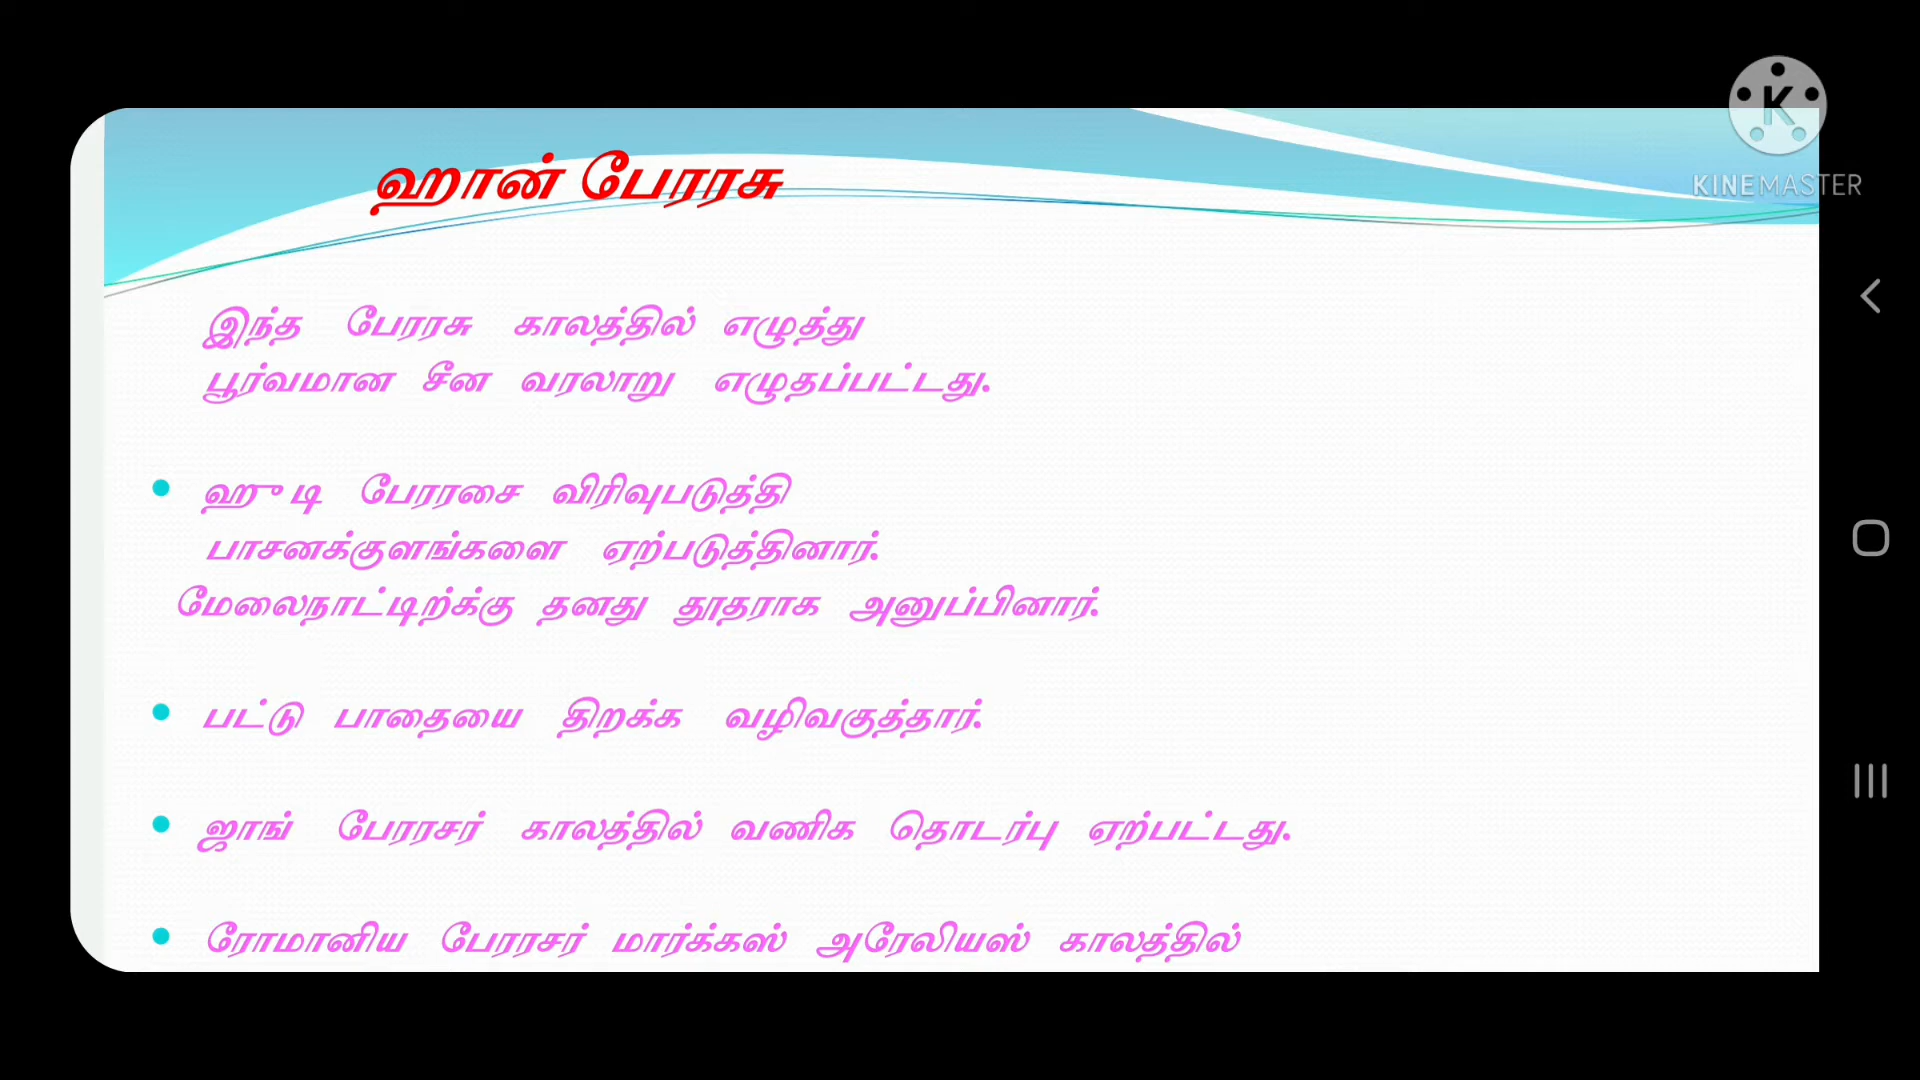 KINEMASTER
ஹான் பேரரசு
இந்த பேரரசு காலத்தில் எழுத்து
பூர்வமான சீன வரலாறு எழுதப்பட்டது.
ஹு டி பேரரசை விரிவுபடுத்தி
பாசனக்குளங்களை ஏற்படுத்தினார்.
மேலைநாட்டிற்க்கு தனது தூதராக அனுப்பினார்.
பட்டு பாதையை திறக்க வழிவகுத்தார்.
ஜாங் பேரரசர் காலத்தில் வணிக தொடர்பு ஏற்பட்டது.
ரோமானிய பேரரசர் மார்க்கஸ் அரேலியஸ் காலத்தில்